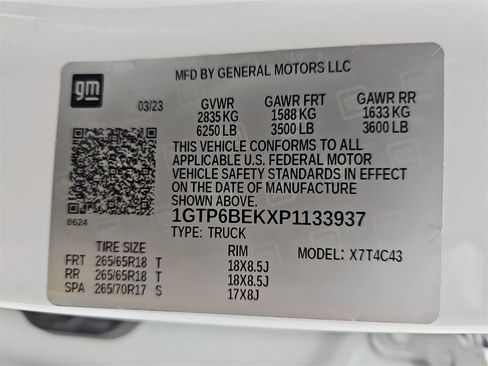 gm
MFD BY GENERAL MOTORS LLC
03/23 GVWR GAWR FRT GAWR RR
2835 KG 1588 KG 1633 KG
6250 LB 3500 LB 3600 LB
THIS VEHICLE CONFORMS TO ALL
APPLICABLE U.S. FEDERAL MOTOR
VEHICLE SAFETY STANDARDS IN EFFECT
ON THE DATE OF MANUFACTURE
SHOWN ABOVE.
8624
1GTP6BEKXP1133937
TYPE: TRUCK
TIRE SIZE RIM MODEL: X7T4C43
FRT 265/65R18 T 18X8.5J
RR 265/65R18 T 18X8.5J
SPA 265/70R17 S 17X8J